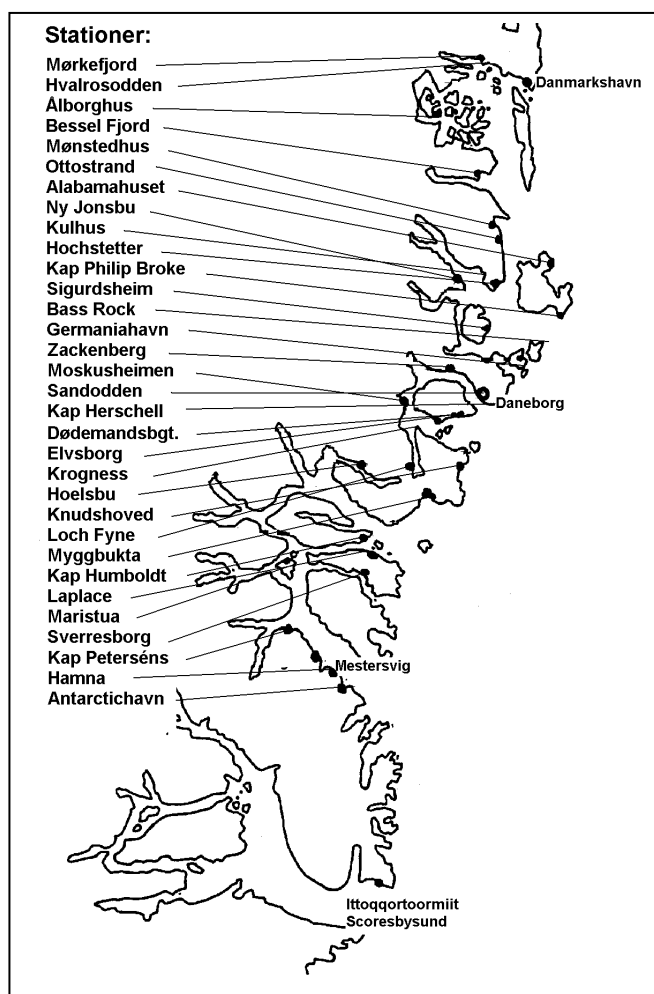 Stationer:
Mørkefjord
Hvalrosodden
Ålborghus
Bessel Fjord
Mønstedhus
Ottostrand
Alabamahuset
Ny Jonsbu
Kulhus
Hochstetter
Kap Philip Broke
Sigurdsheim
Bass Rock
Germaniahavn
Zackenberg
Moskusheimen
Sandodden
Kap Herschell
Dødemandsbgt.
Elvsborg
Krogness
Hoelsbu
Knudshoved
Loch Fyne
Myggbukta
Kap Humboldt
Laplace
Maristua
Sverresborg
Kap Peterséns
Hamna
Antarctichavn
Danmarkshavn
Daneborg
Mestersvig
Ittoqqortoormiit
Scoresbysund